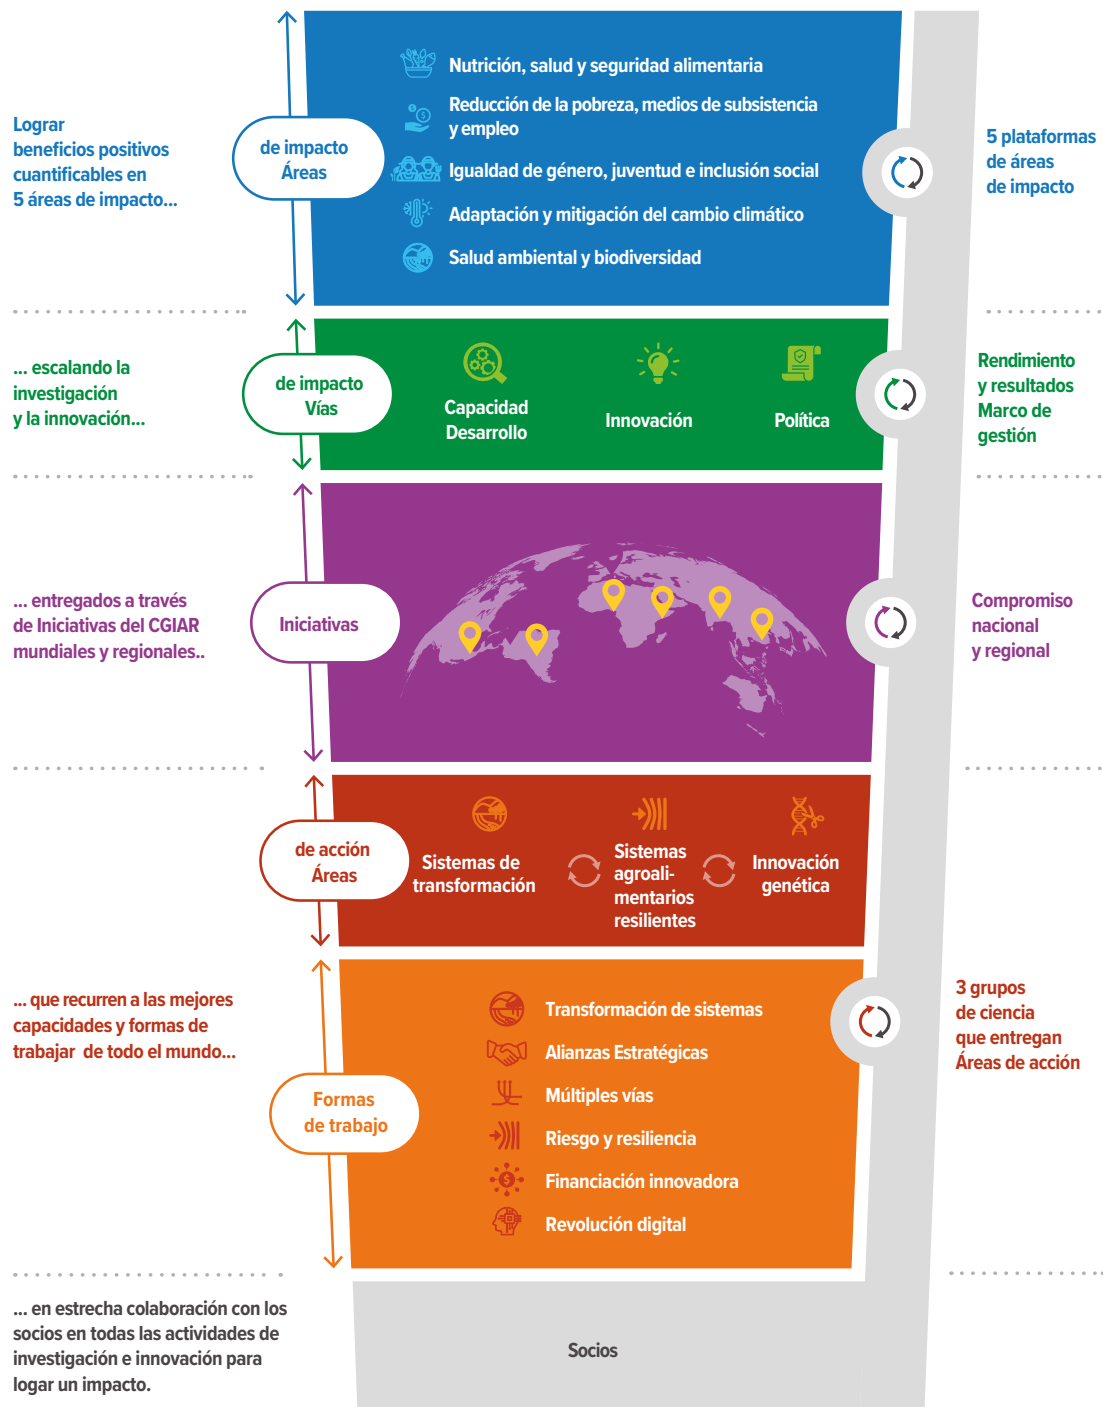 Lograr
beneficios positivos
cuantificables en
5 áreas de impacto...
de impacto
Áreas
Nutrición, salud y seguridad alimentaria
Reducción de la pobreza, medios de subsistencia
y empleo
Igualdad de género, juventud e inclusión social
Adaptación y mitigación del cambio climático
Salud ambiental y biodiversidad
5 plataformas
de áreas
de impacto
... escalando la
investigación
y la innovación...
de impacto
Vías
Capacidad
Desarrollo
Innovación
Política
Rendimiento
y resultados
Marco de
gestión
... entregados a través
de Iniciativas del CGIAR
mundiales y regionales..
Iniciativas
Compromiso
nacional
y regional
de acción
Áreas
Sistemas de
transformación
Sistemas
agroali-
mentarios
resilientes
Innovación
genética
... que recurren a las mejores
capacidades y formas de
trabajar de todo el mundo...
Formas
de trabajo
Transformación de sistemas
Alianzas Estratégicas
Múltiples vías
Riesgo y resiliencia
Financiación innovadora
Revolución digital
3 grupos
de ciencia
que entregan
Áreas de acción
... en estrecha colaboración con los
socios en todas las actividades de
investigación e innovación para
logar un impacto.
Socios